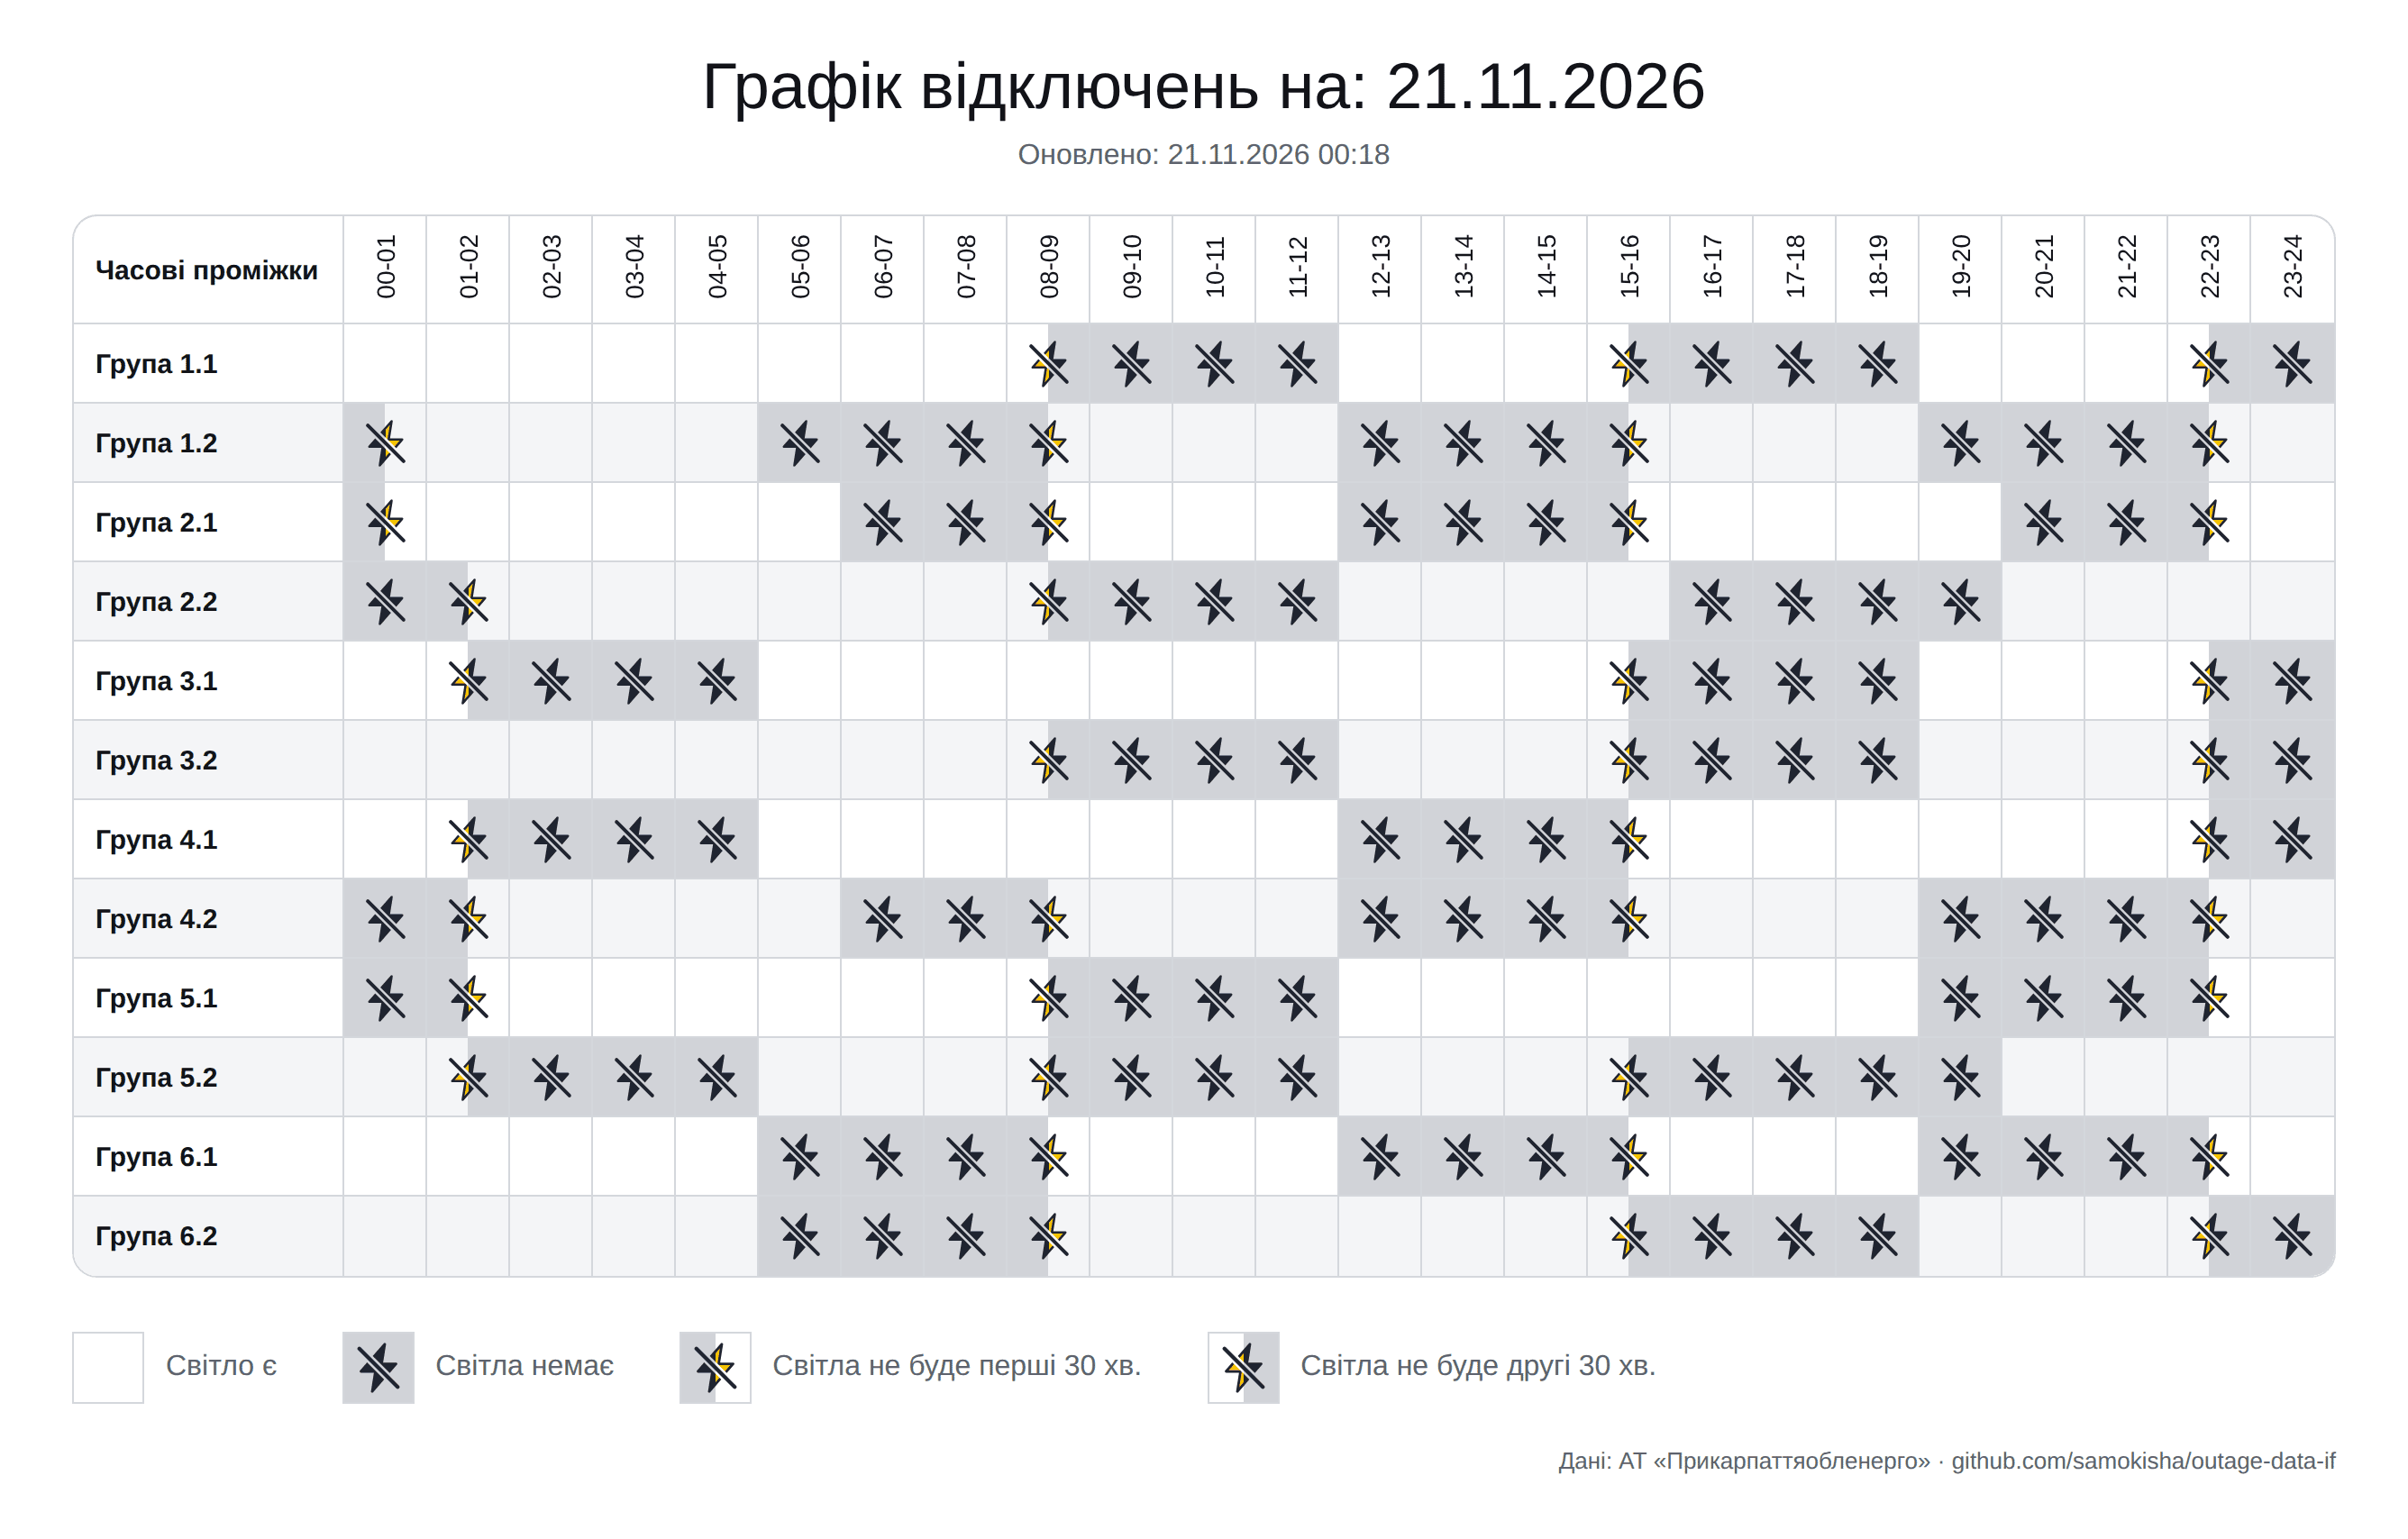 Графік відключень на: 21.11.2026
Оновлено: 21.11.2026 00:18
Часові проміжки 00-01 01-02 02-03 03-04 04-05 05-06 06-07 07-08 08-09 09-10 10-11 11-12 12-13 13-14 14-15 15-16 16-17 17-18 18-19 19-20 20-21 21-22 22-23 23-24
Група 1.1
Група 1.2
Група 2.1
Група 2.2
Група 3.1
Група 3.2
Група 4.1
Група 4.2
Група 5.1
Група 5.2
Група 6.1
Група 6.2
Світло є Світла немає Світла не буде перші 30 хв. Світла не буде другі 30 хв.
Дані: АТ «Прикарпаттяобленерго» · github.com/samokisha/outage-data-if